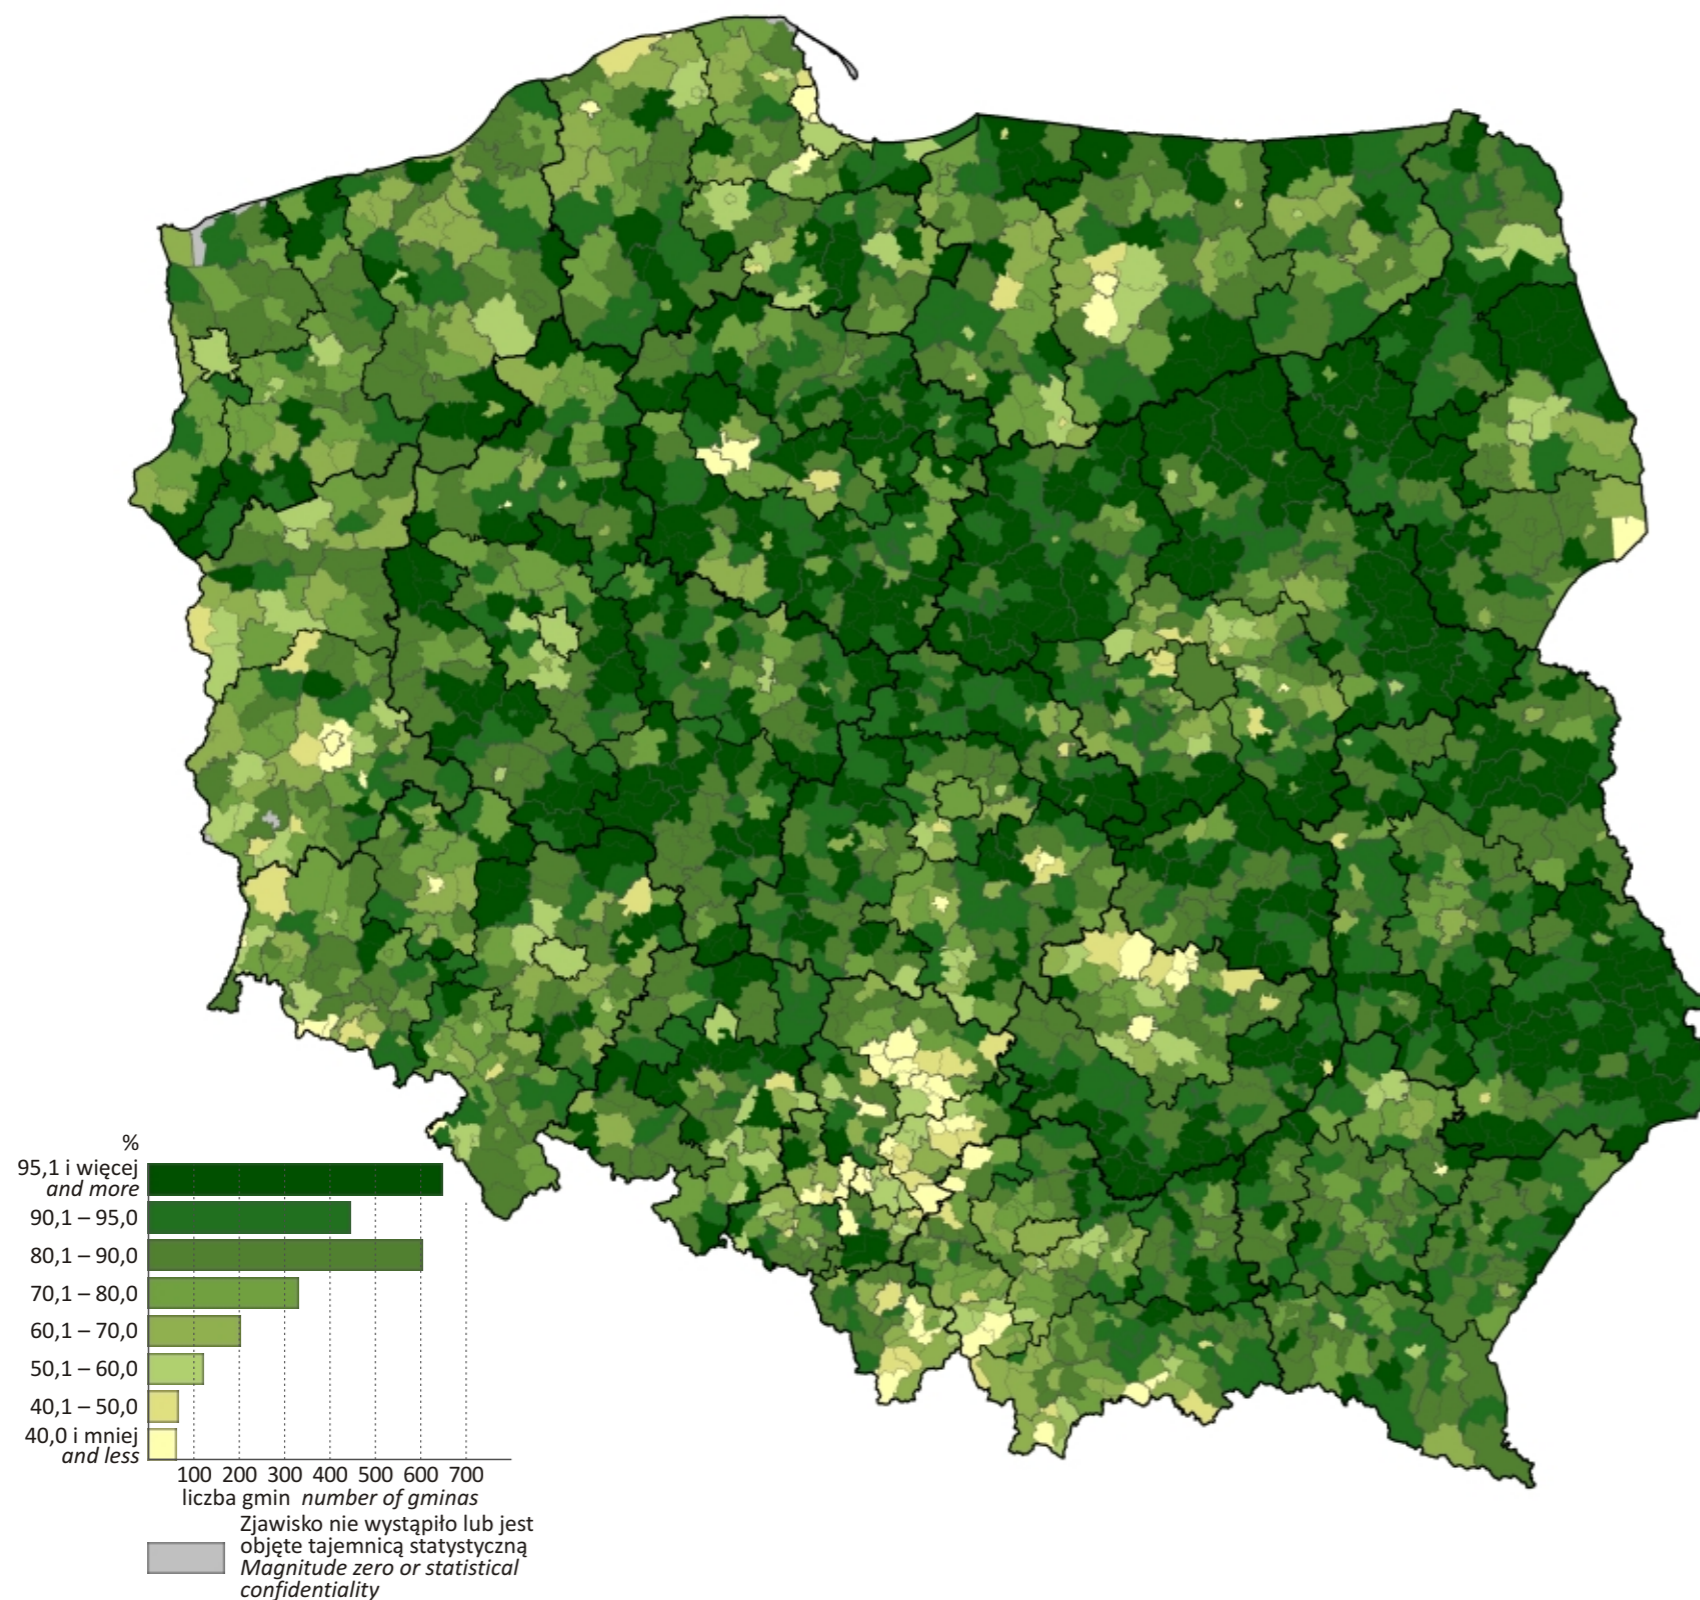 %
95,1 i więcej
and more
90,1 – 95,0
80,1 – 90,0
70,1 – 80,0
60,1 – 70,0
50,1 – 60,0
40,1 – 50,0
40,0 i mniej
and less
100 200 300 400 500 600 700
liczba gmin number of gminas
Zjawisko nie wystąpiło lub jest
objęte tajemnicą statystyczną
Magnitude zero or statistical
confidentiality